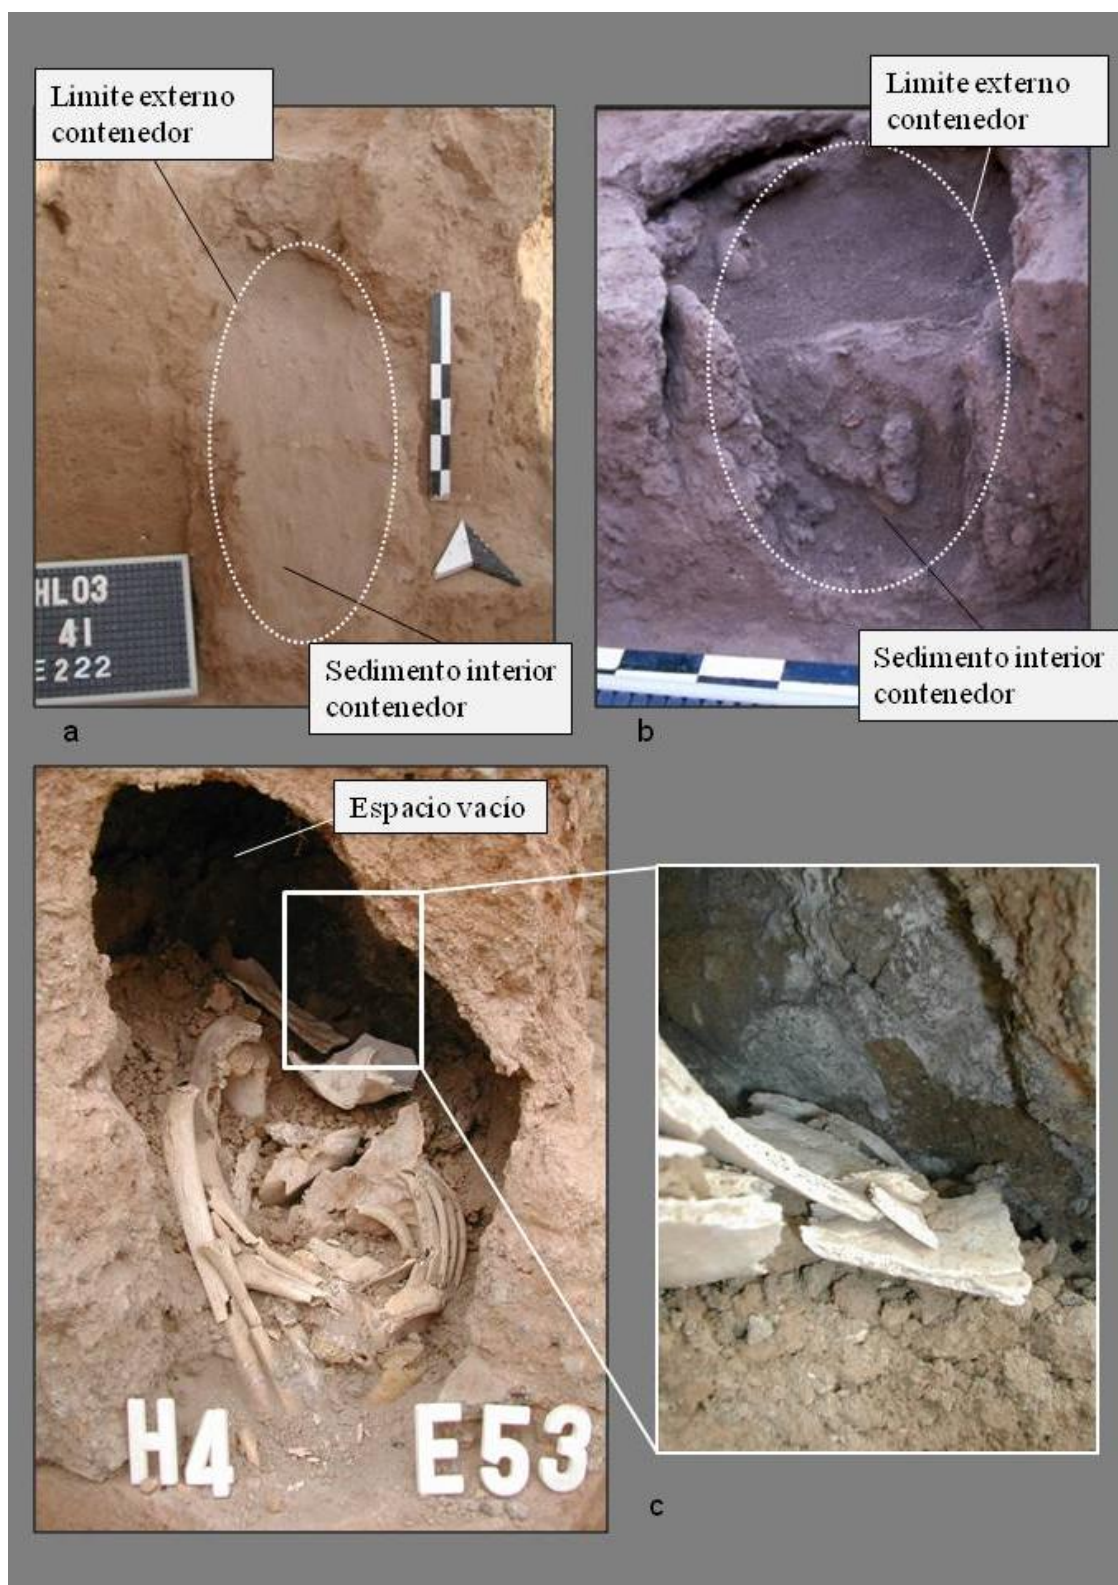 Limite externo
contenedor
Limite externo
contenedor
HL03
41
E222
Sedimento interior
contenedor
Sedimento interior
contenedor
a
b
Espacio vacío
H4
E53
c